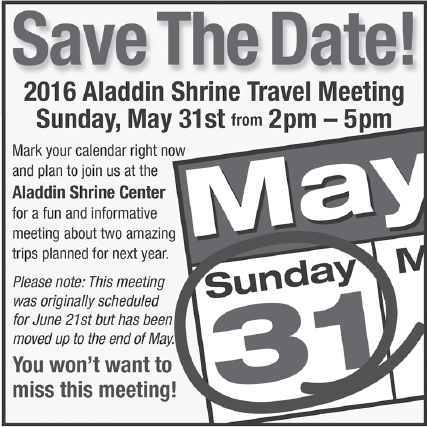 Save The Date!
2016 Aladdin Shrine Travel Meeting
Sunday, May 31st from 2pm – 5pm
Mark your calendar right now
and plan to join us at the
Aladdin Shrine Center
for a fun and informative
meeting about two amazing
trips planned for next year.
Please note: This meeting
was originally scheduled
for June 21st but has been
moved up to the end of May.
You won't want to
miss this meeting!
May
Sunday
31
M